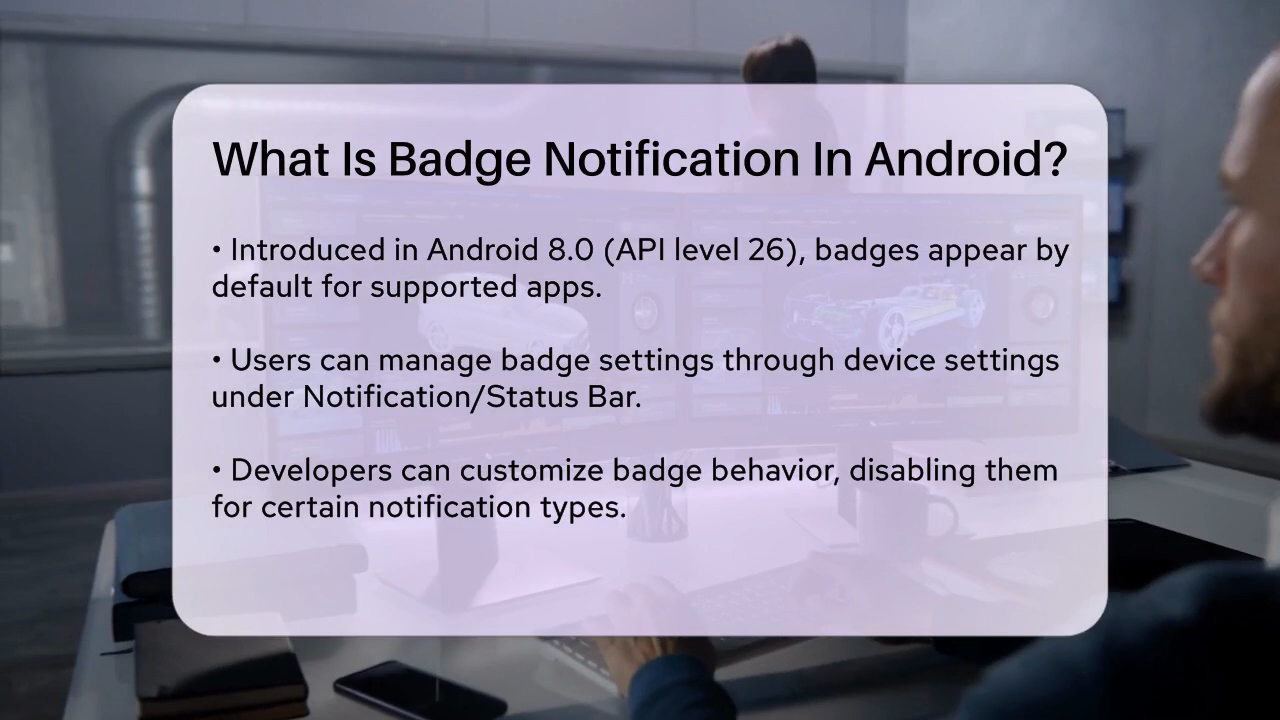 What Is Badge Notification In Android?
• Introduced in Android 8.0 (API level 26), badges appear by
default for supported apps.
• Users can manage badge settings through device settings
under Notification/Status Bar.
• Developers can customize badge behavior, disabling them
for certain notification types.